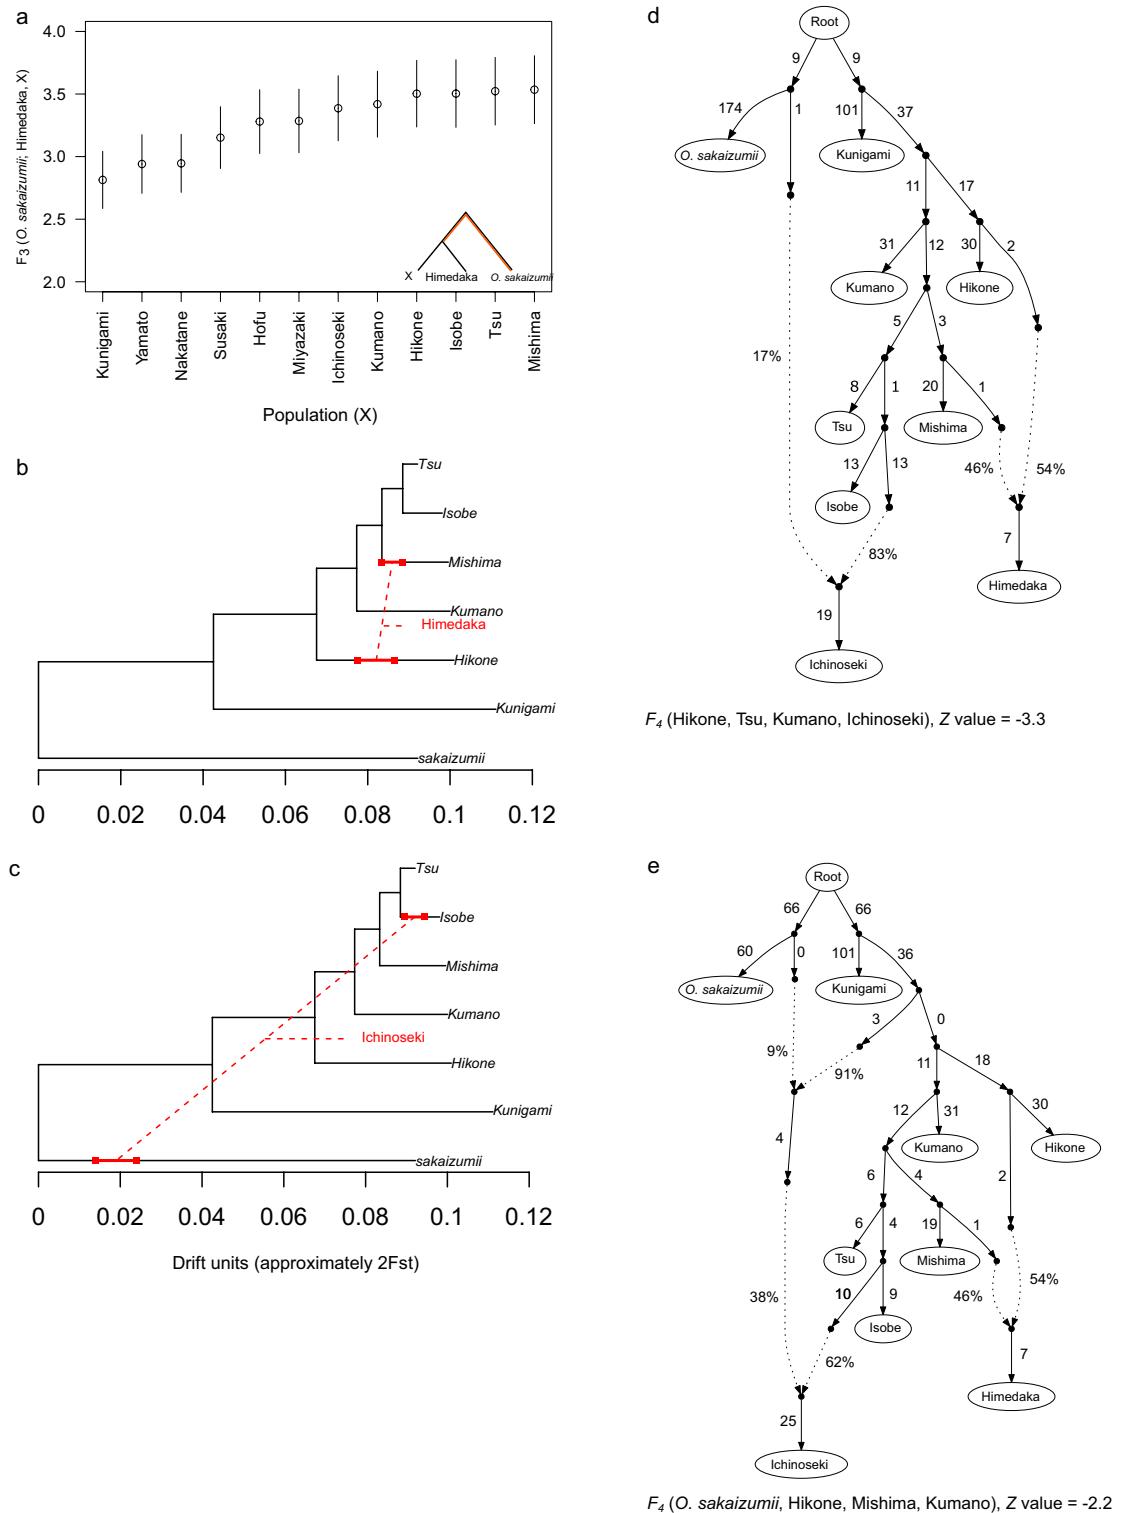 a
4.0
3.5
3.0
2.5
2.0
F3 (O. sakaizumii; Himedaka, X)
X
Himedaka
O. sakaizumii
Kunigami
Yamato
Nakatane
Susaki
Hofu
Miyazaki
Ichinoseki
Kumano
Hikone
Isobe
Tsu
Mishima
Population (X)
b
Tsu
Isobe
Mishima
Kumano
Himedaka
Hikone
Kunigami
sakaizumii
0 0.02 0.04 0.06 0.08 0.1 0.12
c
Tsu
Isobe
Mishima
Kumano
Ichinoseki
Hikone
Kunigami
sakaizumii
0 0.02 0.04 0.06 0.08 0.1 0.12
Drift units (approximately 2Fst)
d
Root
9 9
174 1 101 37
O. sakaizumii Kunigami
11 17
31 12 30 2
Kumano Hikone
5 3
17%
8 1 20 1
Tsu Mishima
13 13 46% 54%
Isobe
83% 7
Himedaka
19
Ichinoseki
F4 (Hikone, Tsu, Kumano, Ichinoseki), Z value = -3.3
e
Root
66 66
60 0 101 36
O. sakaizumii Kunigami
3 0
9% 91% 11 18
12 31 30
4 Kumano Hikone
6 4 2
6 4 19 1
Tsu Mishima
38% 10 9 46% 54%
Isobe
62% 7
Himedaka
25
Ichinoseki
F4 (O. sakaizumii, Hikone, Mishima, Kumano), Z value = -2.2